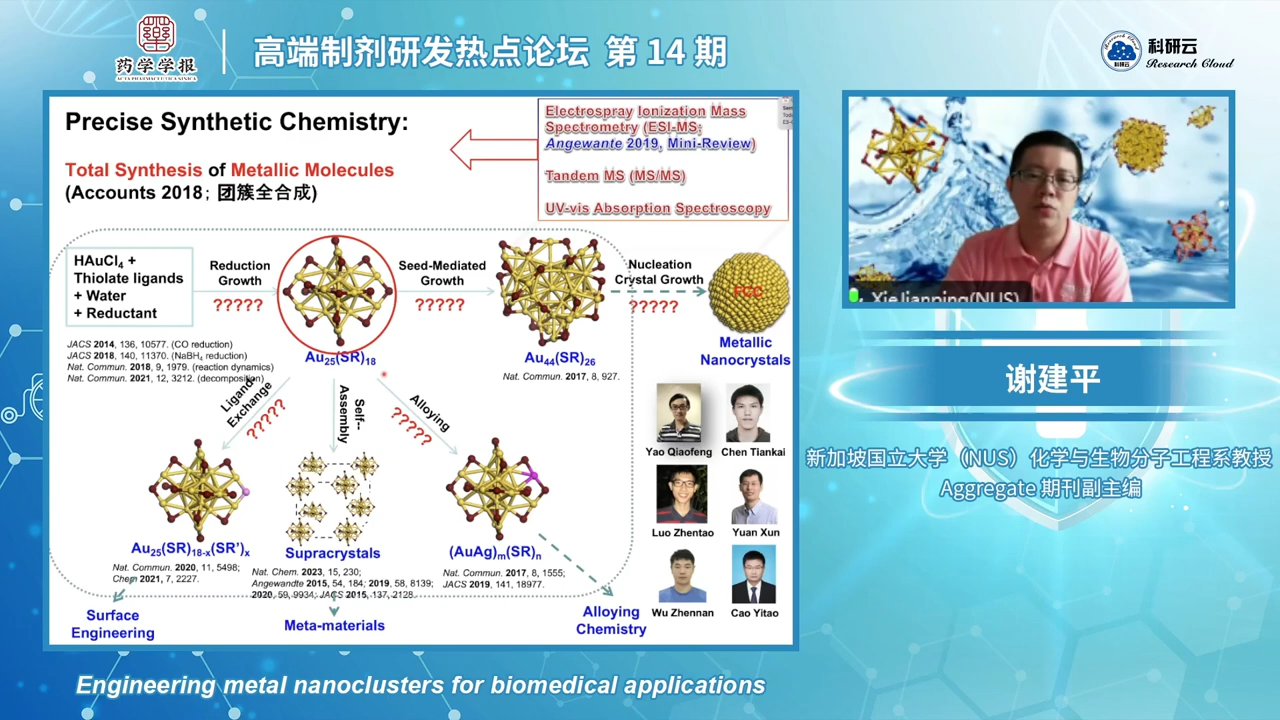 药学学报
ACTA PHARMACEUTICA SINICA
高端制剂研发热点论坛 第 14 期
Research Cloud
科研云
科研云
Research Cloud
Precise Synthetic Chemistry:
Total Synthesis of Metallic Molecules
(Accounts 2018; 团簇全合成)
Electrospray Ionization Mass
Spectrometry (ESI-MS;
Angewante 2019, Mini-Review)
Tandem MS (MS/MS)
UV-vis Absorption Spectroscopy
HAuCl4 +
Thiolate ligands
+ Water
+ Reductant
Reduction
Growth
?????
Seed-Mediated
Growth
?????
Nucleation
Crystal Growth
?????
FCC
Metallic
Nanocrystals
Au25(SR)18
Au44(SR)26
Nat. Commun. 2017, 8, 927.
JACS 2014, 136, 10577. (CO reduction)
JACS 2018, 140, 11370. (NaBH4 reduction)
Nat. Commun. 2018, 9, 1979. (reaction dynamics)
Nat. Commun. 2021, 12, 3212. (decomposition)
Ligand
Exchange
?????
Self--
Assembly
Alloying
?????
Au25(SR)18-x(SR')x
Nat. Commun. 2020, 11, 5498;
Chem 2021, 7, 2227.
Supracrystals
Nat. Chem. 2023, 15, 230;
Angewandte 2015, 54, 184; 2019, 58, 8139;
2020, 59, 9934; JACS 2015, 137, 2128.
(AuAg)m(SR)n
Nat. Commun. 2017, 8, 1555;
JACS 2019, 141, 18977.
Surface
Engineering
Meta-materials
Alloying
Chemistry
Yao Qiaofeng
Chen Tiankai
Luo Zhentao
Yuan Xun
Wu Zhennan
Cao Yitao
XieJianping(NUS)
谢建平
新加坡国立大学（NUS）化学与生物分子工程系教授
Aggregate 期刊副主编
Engineering metal nanoclusters for biomedical applications